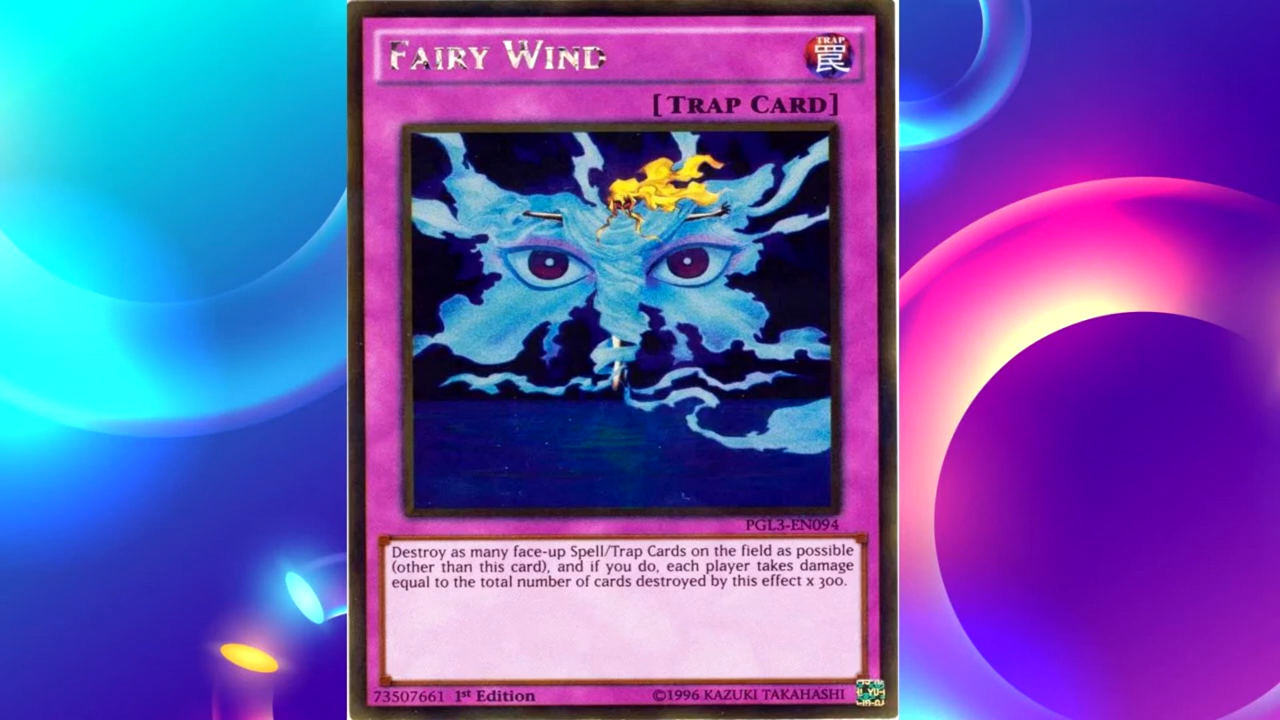 Fairy Wind
TRAP
罠
[Trap Card]
PGL3-EN094
Destroy as many face-up Spell/Trap Cards on the field as possible
(other than this card), and if you do, each player takes damage
equal to the total number of cards destroyed by this effect x 300.
73507661 1st Edition
©1996 KAZUKI TAKAHASHI